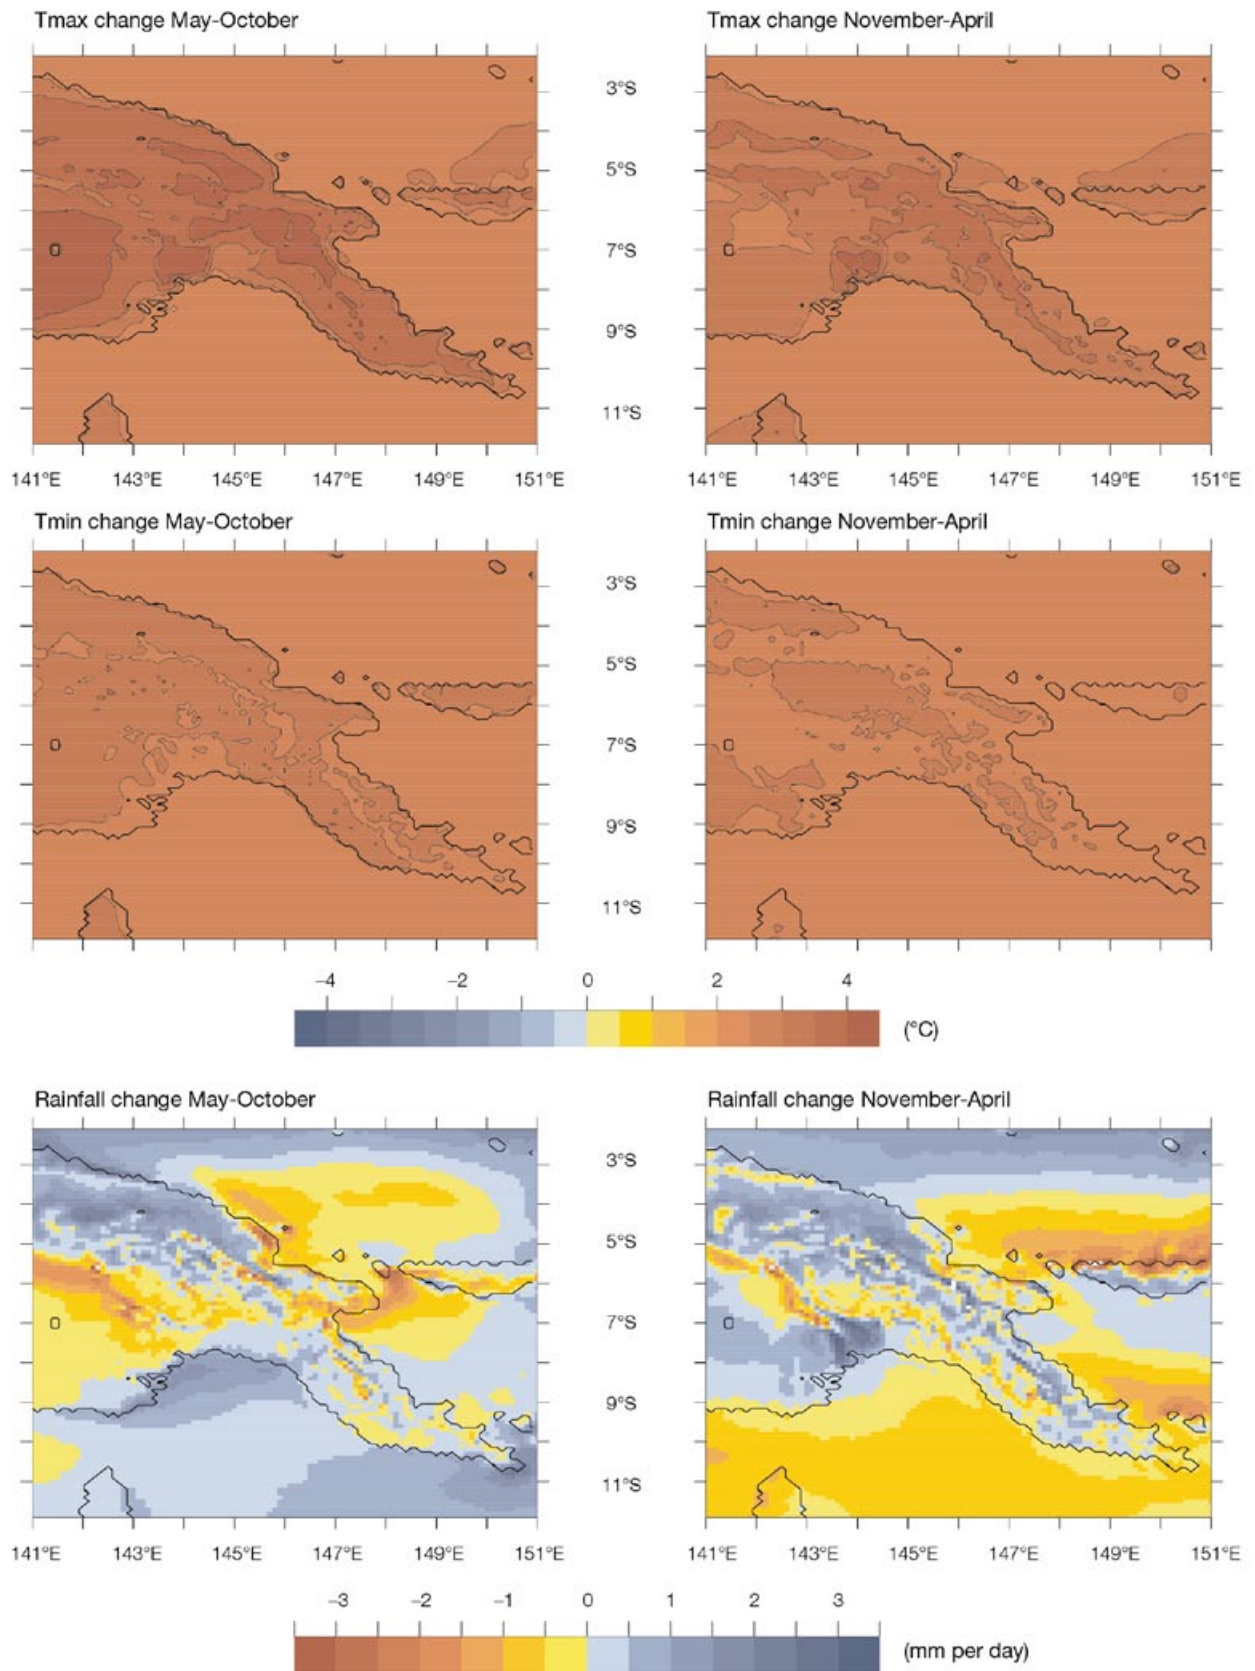 Tmax change May-October
Tmax change November-April
3°S
5°S
7°S
9°S
11°S
141°E 143°E 145°E 147°E 149°E 151°E
141°E 143°E 145°E 147°E 149°E 151°E
Tmin change May-October
Tmin change November-April
3°S
5°S
7°S
9°S
11°S
–4 –2 0 2 4
(°C)
Rainfall change May-October
Rainfall change November-April
3°S
5°S
7°S
9°S
11°S
141°E 143°E 145°E 147°E 149°E 151°E
141°E 143°E 145°E 147°E 149°E 151°E
–3 –2 -1 0 1 2 3
(mm per day)